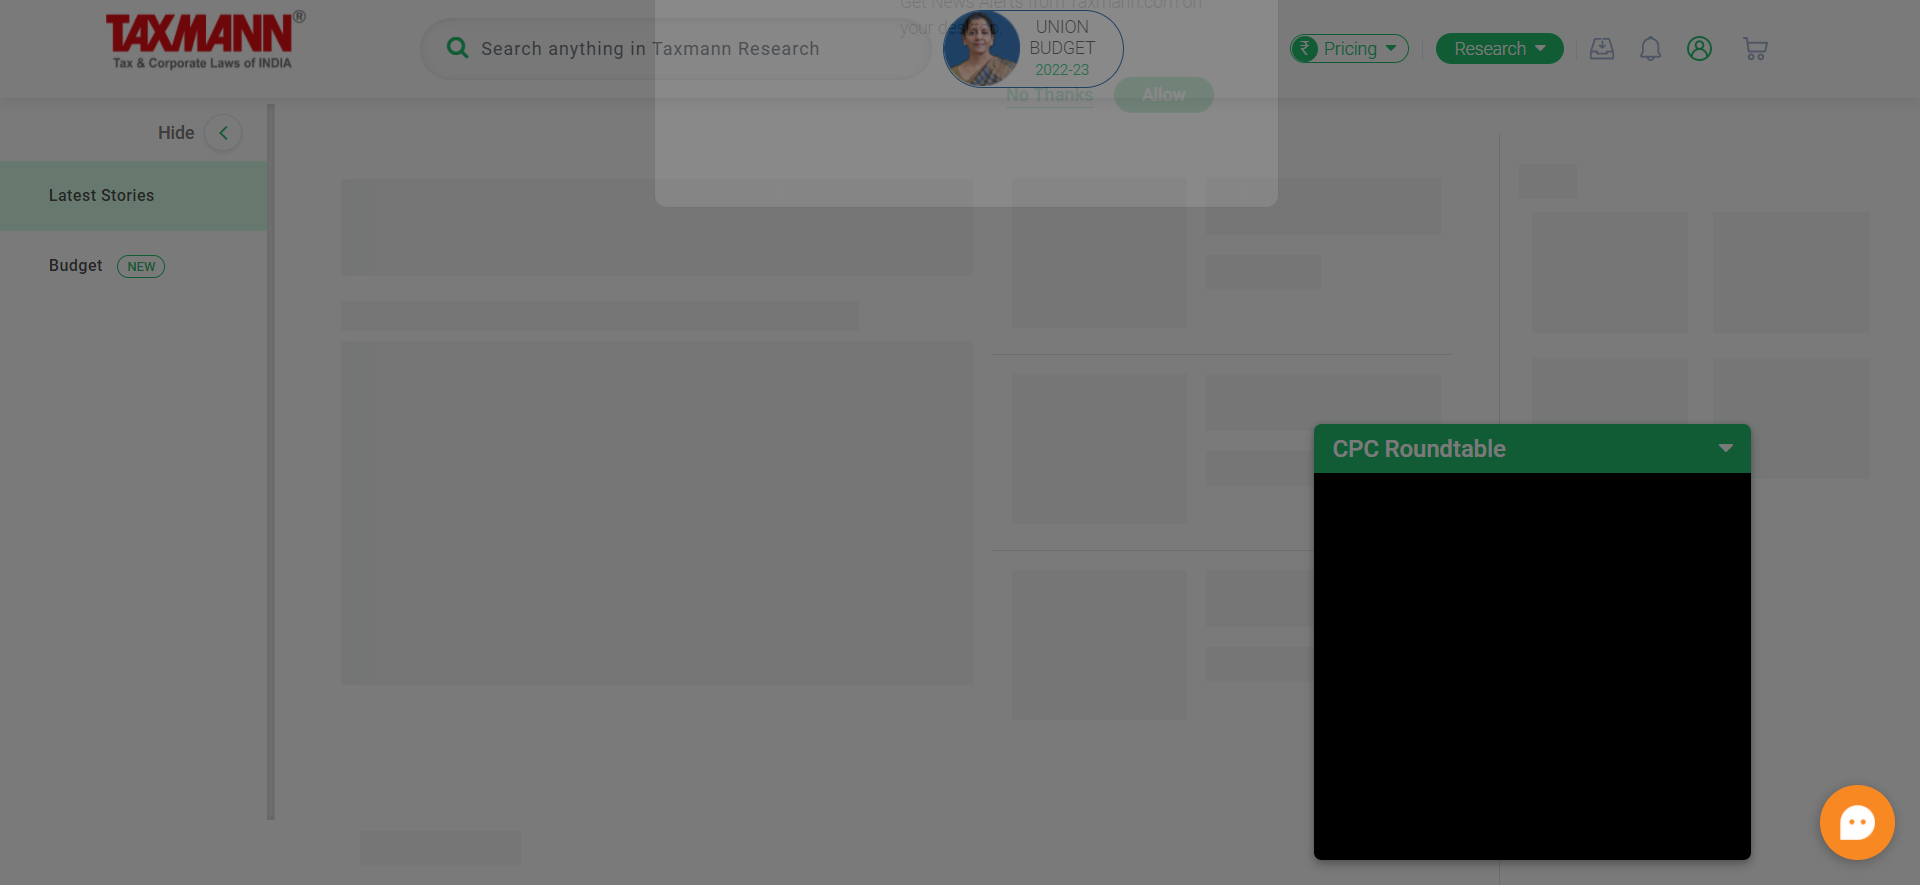 TAXMANN®
Tax & Corporate Laws of INDIA
Search anything in Taxmann Research
Get News Alerts from Taxmann.com on
your desktop.
UNION
BUDGET
2022-23
No Thanks
Allow
₹ Pricing
Research
Hide
Latest Stories
Budget NEW
CPC Roundtable